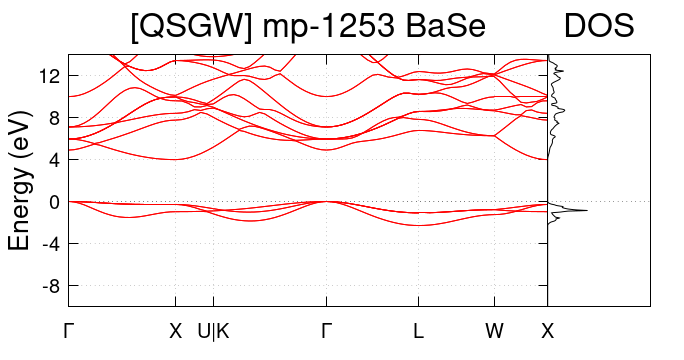 [QSGW] mp-1253 BaSe
DOS
Energy (eV)
12
8
4
0
-4
-8
Γ X U|K Γ L W X